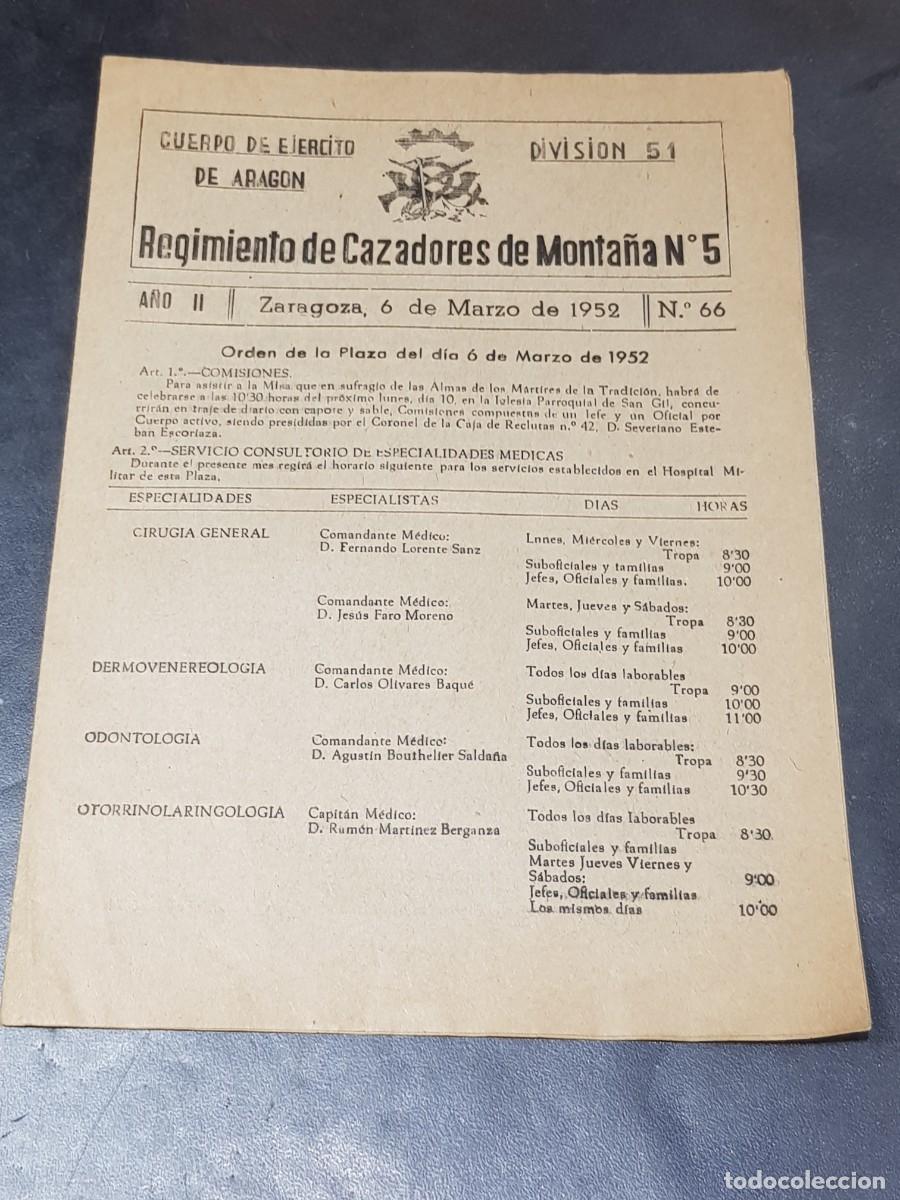 CUERPO DE EJERCITO
DE ARAGON
DIVISION 51
Regimiento de Cazadores de Montaña N° 5
AÑO II Zaragoza, 6 de Marzo de 1952 N.º 66
Orden de la Plaza del día 6 de Marzo de 1952
Art. 1.º.—COMISIONES.
Para asistir a la Misa que en sufragio de las Almas de los Mártires de la Tradición, habrá de
celebrarse a las 10'30 horas del próximo lunes, día 10, en la Iglesia Parroquial de San Gil, concu-
rrirán en traje de diario con capote y sable, Comisiones compuestas de un Jefe y un Oficial por
Cuerpo activo, siendo presididas por el Coronel de la Caja de Reclutas n.º 42, D. Severiano Este-
ban Escoriaza.
Art. 2.º—SERVICIO CONSULTORIO DE ESPECIALIDADES MEDICAS
Durante el presente mes regirá el horario siguiente para los servicios establecidos en el Hospital Mi-
litar de esta Plaza.
ESPECIALIDADES ESPECIALISTAS DIAS HORAS
CIRUGIA GENERAL Comandante Médico: Lnnes, Miércoles y Viernes:
D. Fernando Lorente Sanz Tropa 8'30
Suboficiales y tamilias 9'00
Jefes, Oficiales y familias. 10'00
Comandante Médico: Martes, Jueves y Sábados:
D. Jesús Faro Moreno Tropa 8'30
Suboficiales y familias 9'00
Jefes, Oficiales y familias 10'00
DERMOVENEREOLOGIA Comandante Médico: Todos los días laborables
D. Carlos Olivares Baqué Tropa 9'00
Suboficiales y tamilias 10'00
Jefes, Oficiales y familias 11'00
ODONTOLOGIA Comandante Médico: Todos los días laborables:
D. Agustín Bouthelier Saldaña Tropa 8'30
Suboficiales y familias 9'30
Jefes, Oficiales y familias 10'30
OTORRINOLARINGOLOGIA Capitán Médico: Todos los días laborables
D. Ramón Martínez Berganza Tropa 8'30
Suboficiales y familias
Martes Jueves Viernes y
Sábados: 9'00
Jefes, Oficiales y familias
Los mismos días 10'00
todocoleccion